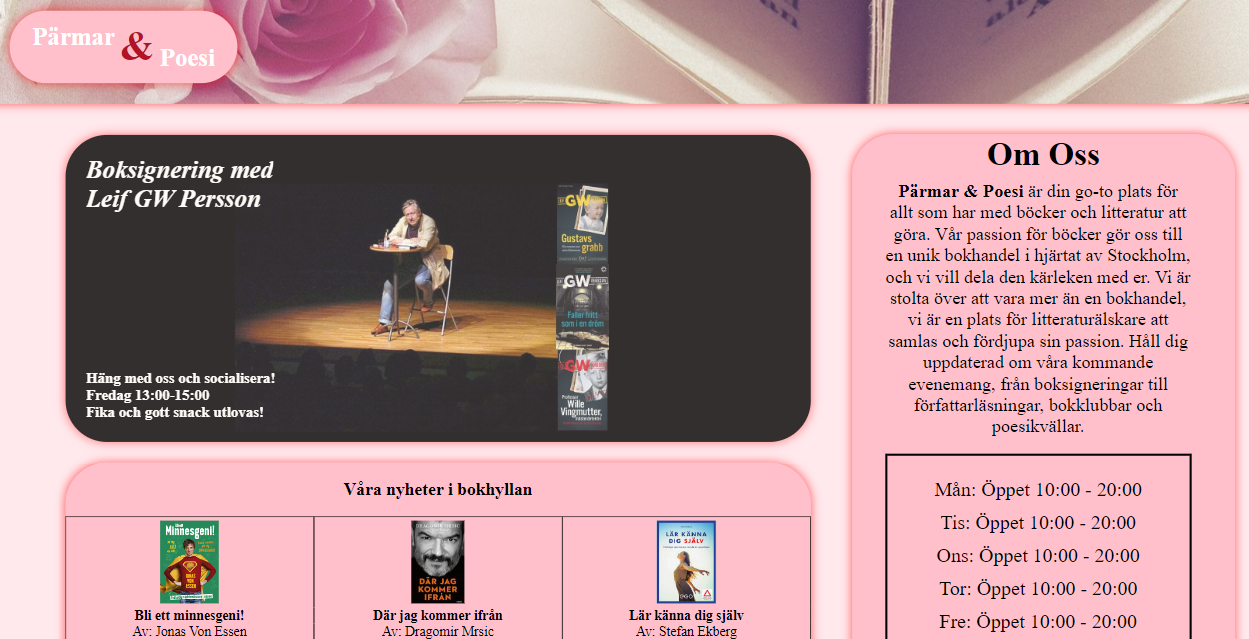 Pärmar & Poesi
Boksignering med
Leif GW Persson
GW
Gustavs
grabb
GW
Faller fritt
som i en dröm
GW
Professor
Wille
Vingmutter,
Häng med oss och socialisera!
Fredag 13:00-15:00
Fika och gott snack utlovas!
Våra nyheter i bokhyllan
Minnesgeni!
JONAS
VON
ESSEN
Bli ett minnesgeni!
Av: Jonas Von Essen
DRAGOMIR MRSIC
DÄR JAG
KOMMER
IFRÅN
Där jag kommer ifrån
Av: Dragomir Mrsic
LÄR KÄNNA
DIG SJÄLV
Lär känna dig själv
Av: Stefan Ekberg
Om Oss
Pärmar & Poesi är din go-to plats för
allt som har med böcker och litteratur att
göra. Vår passion för böcker gör oss till
en unik bokhandel i hjärtat av Stockholm,
och vi vill dela den kärleken med er. Vi är
stolta över att vara mer än en bokhandel,
vi är en plats för litteraturälskare att
samlas och fördjupa sin passion. Håll dig
uppdaterad om våra kommande
evenemang, från boksigneringar till
författarläsningar, bokklubbar och
poesikvällar.
Mån: Öppet 10:00 - 20:00
Tis: Öppet 10:00 - 20:00
Ons: Öppet 10:00 - 20:00
Tor: Öppet 10:00 - 20:00
Fre: Öppet 10:00 - 20:00